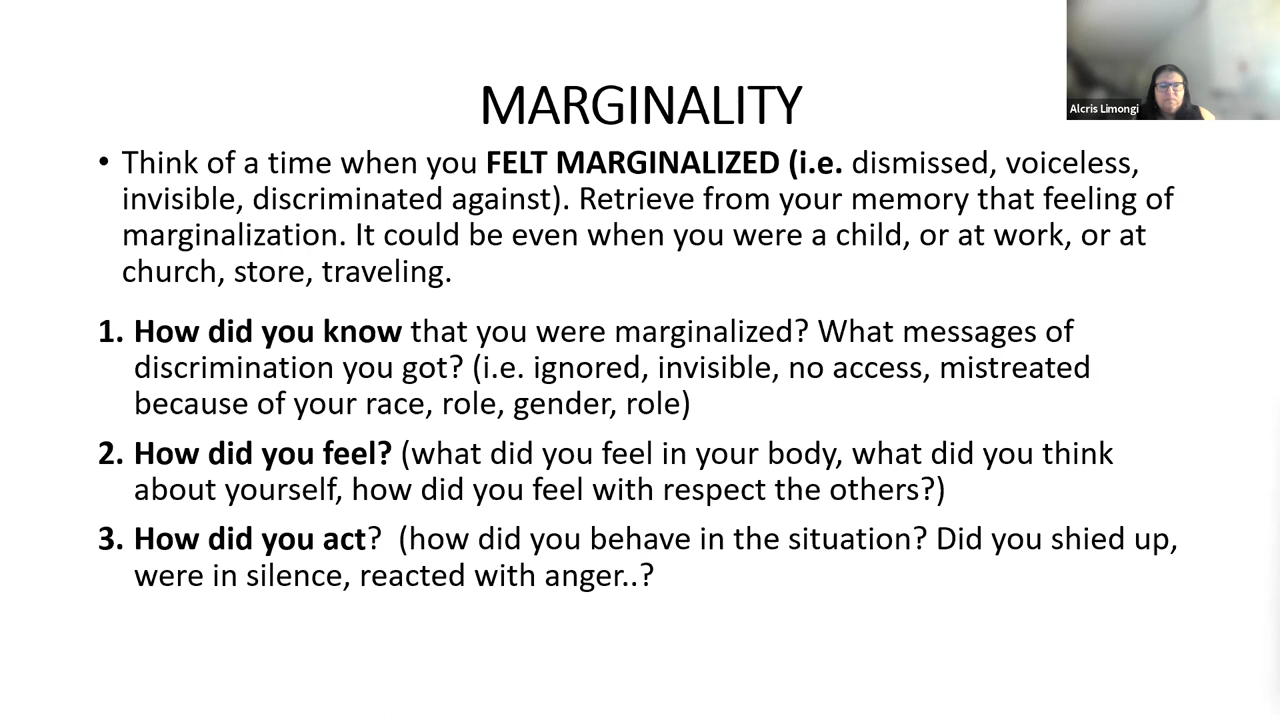 Alcris Limongi
MARGINALITY
• Think of a time when you FELT MARGINALIZED (i.e. dismissed, voiceless,
invisible, discriminated against). Retrieve from your memory that feeling of
marginalization. It could be even when you were a child, or at work, or at
church, store, traveling.
1. How did you know that you were marginalized? What messages of
discrimination you got? (i.e. ignored, invisible, no access, mistreated
because of your race, role, gender, role)
2. How did you feel? (what did you feel in your body, what did you think
about yourself, how did you feel with respect the others?)
3. How did you act?  (how did you behave in the situation? Did you shied up,
were in silence, reacted with anger..?